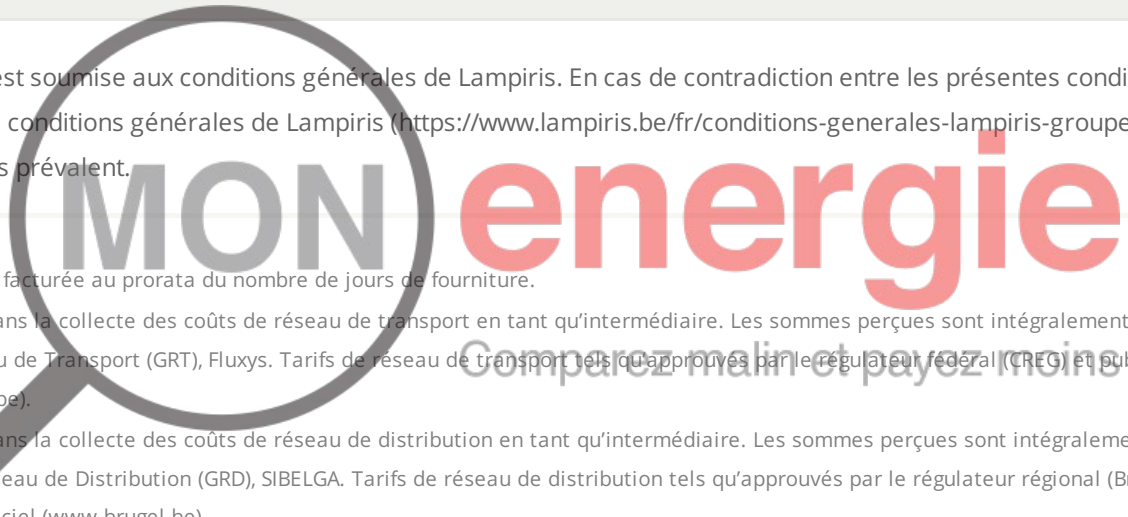 est soumise aux conditions générales de Lampiris. En cas de contradiction entre les présentes condi
conditions générales de Lampiris (https://www.lampiris.be/fr/conditions-generales-lampiris-groupe
s prévalent.
MON energie
facturée au prorata du nombre de jours de fourniture.
ans la collecte des coûts de réseau de transport en tant qu’intermédiaire. Les sommes perçues sont intégralement
u de Transport (GRT), Fluxys. Tarifs de réseau de transport tels qu’approuvés par le régulateur fédéral (CREG) et pub
Comparez malin et payez moins
be).
ans la collecte des coûts de réseau de distribution en tant qu’intermédiaire. Les sommes perçues sont intégraleme
eau de Distribution (GRD), SIBELGA. Tarifs de réseau de distribution tels qu’approuvés par le régulateur régional (B
ciel (www.brugel.be)